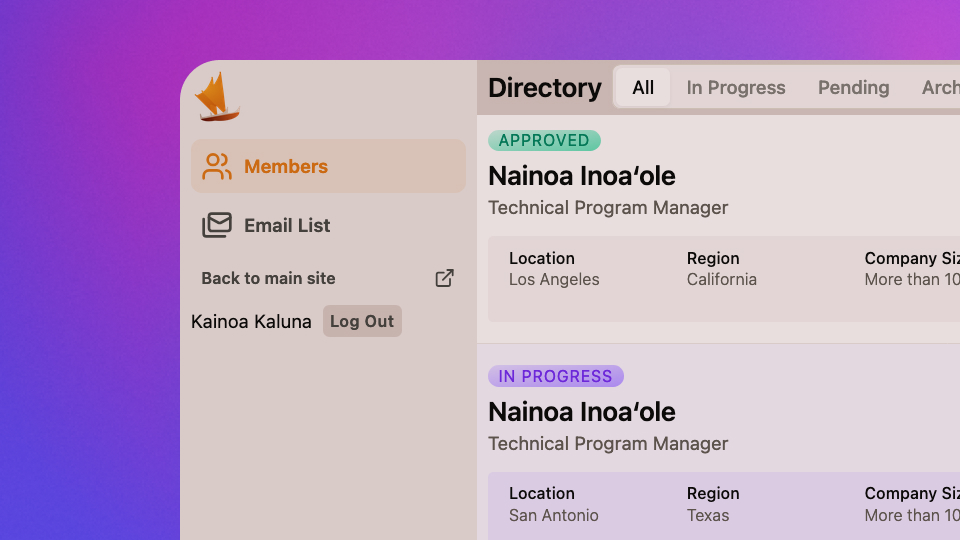 Directory All In Progress Pending Arch
Members
Email List
Back to main site
Kainoa Kaluna Log Out
APPROVED
Nainoa Inoaʻole
Technical Program Manager
Location Region Company Siz
Los Angeles California More than 10
IN PROGRESS
Nainoa Inoaʻole
Technical Program Manager
Location Region Company Siz
San Antonio Texas More than 10